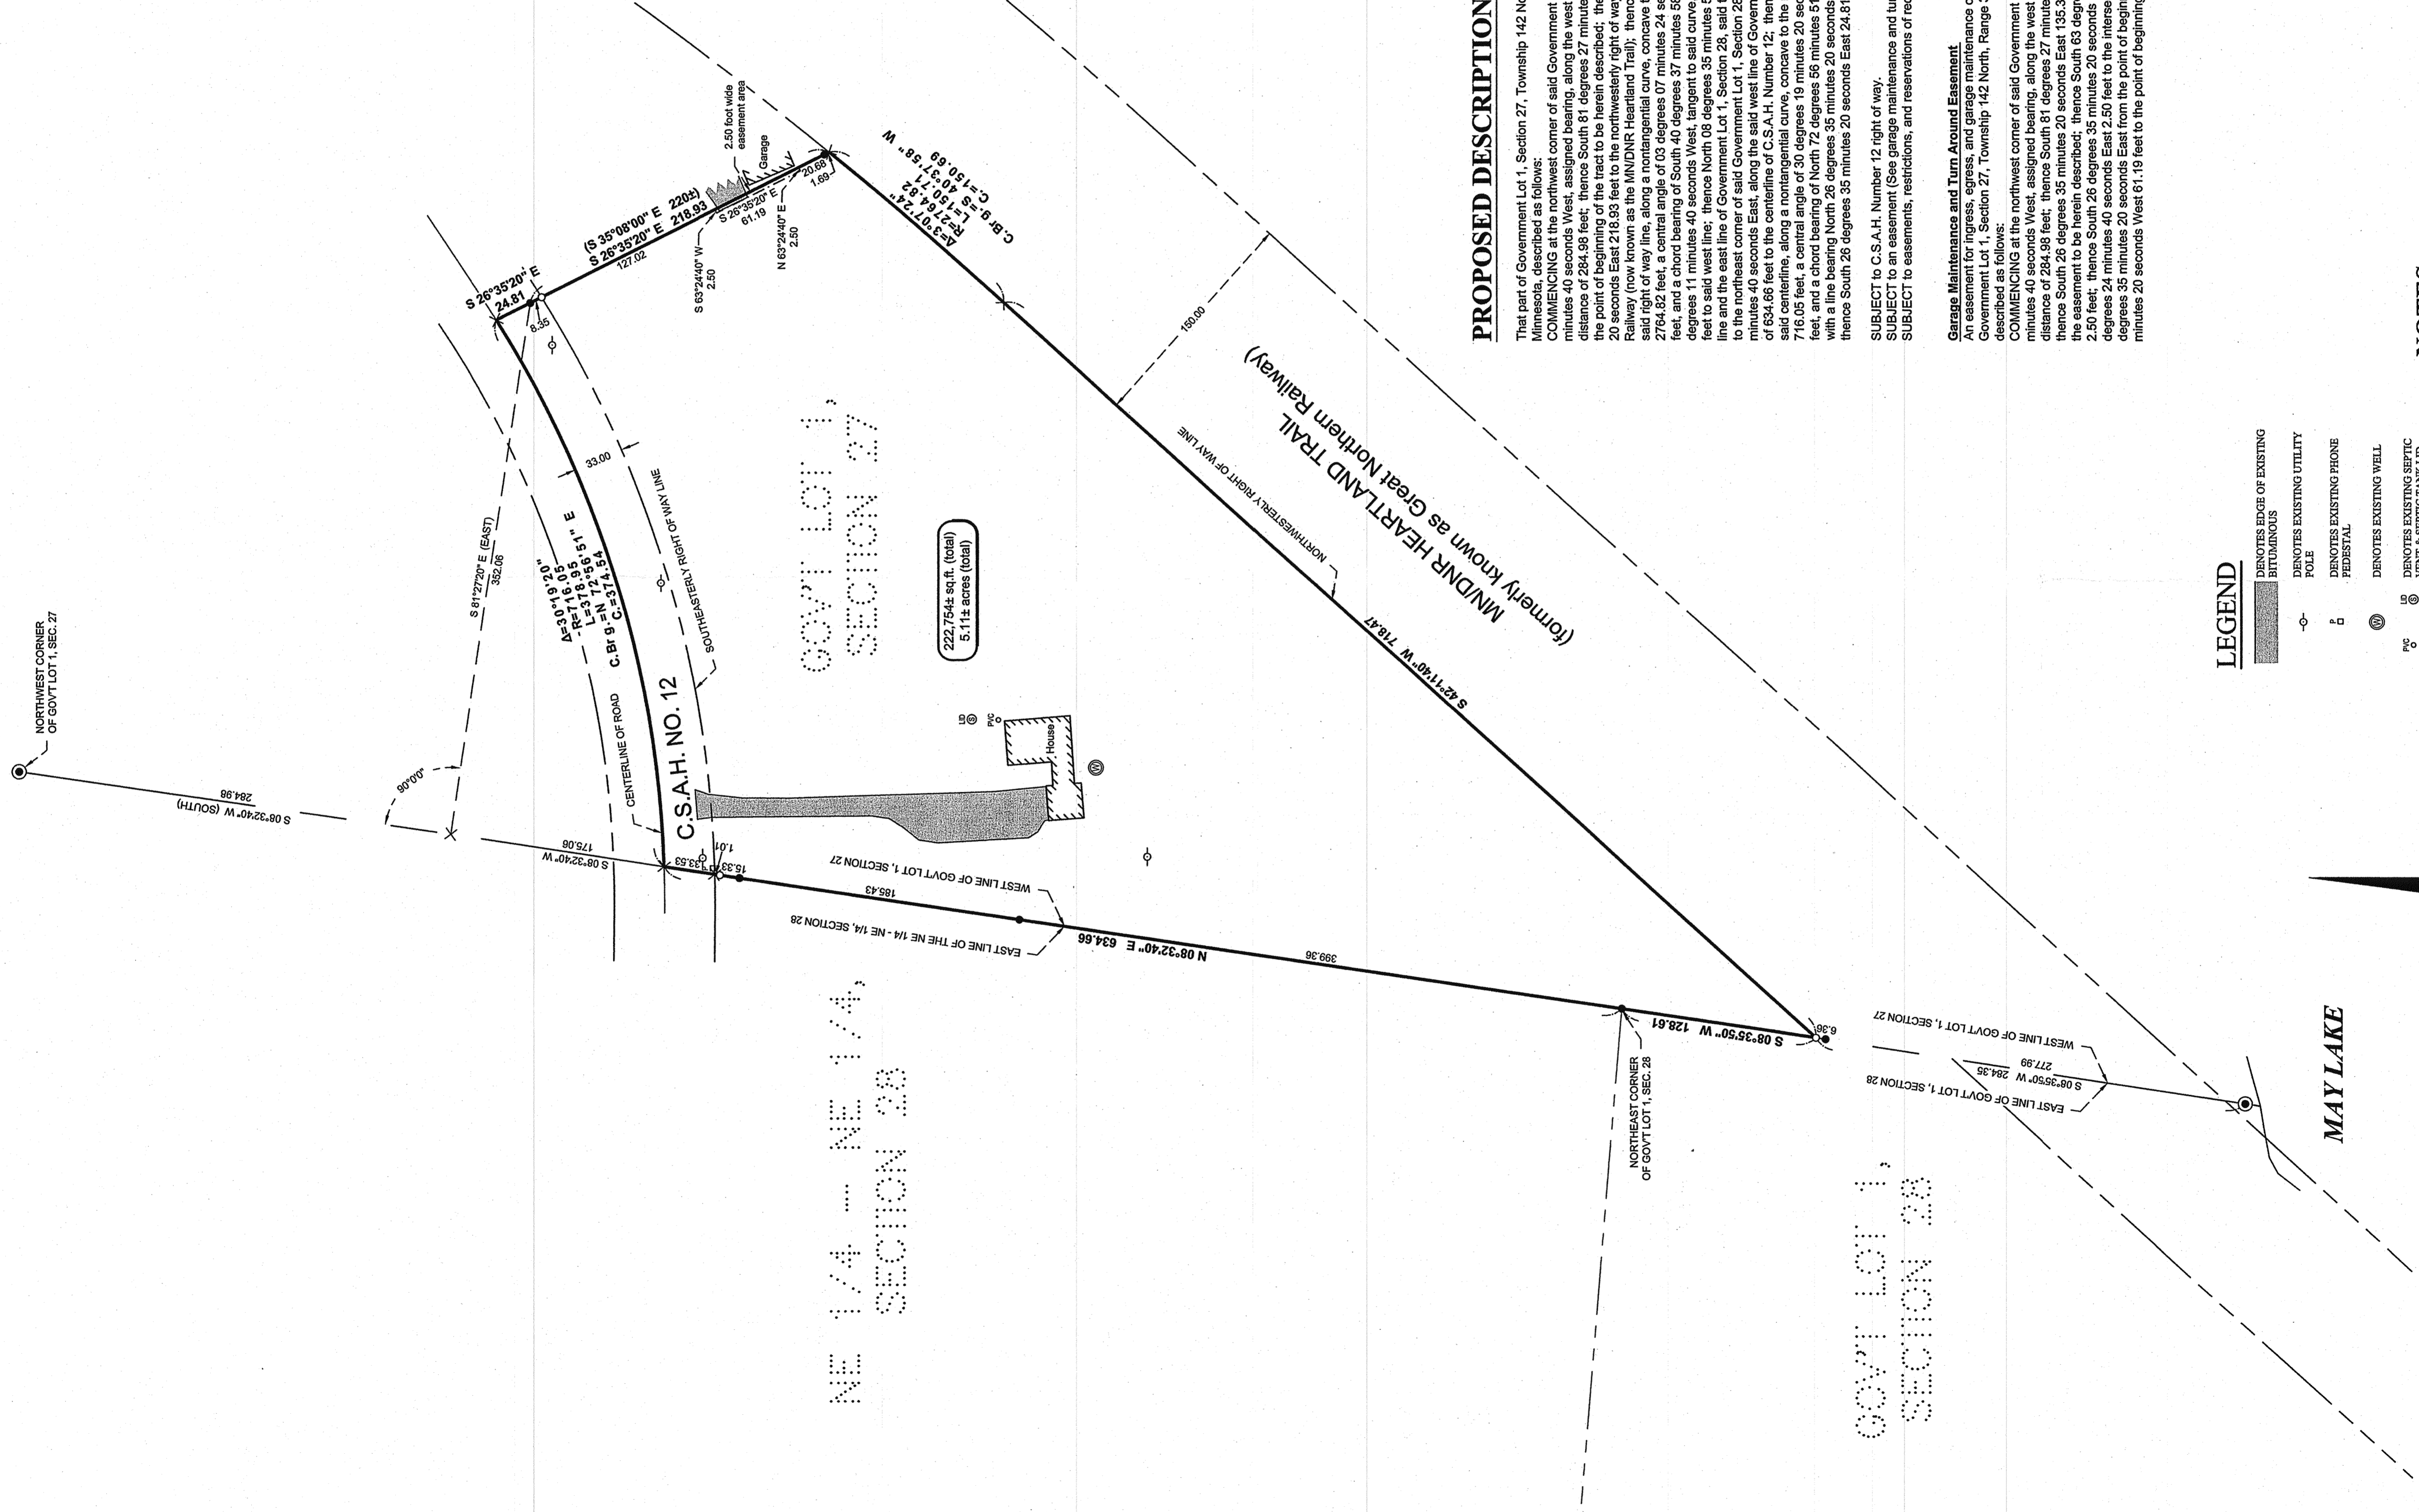 NORTHWEST CORNER
OF GOV'T LOT 1, SEC. 27
284.98
S 08°32'40" W (SOUTH)
90°0'0"
S 81°27'20" E (EAST)
352.06
175.06
S 08°32'40" W
CENTERLINE OF ROAD
Δ=30°19'20"
R=716.05
L=378.95
C.Brg.=N 72°56'51" E
C.=374.54
C.S.A.H. NO. 12
33.00
SOUTHEASTERLY RIGHT OF WAY LINE
S 26°35'20" E
24.81
8.35
(S 35°08'00" E 220±)
S 26°35'20" E 218.93
127.02
2.50 foot wide
easement area
Garage
S 63°24'40" W
2.50
S 26°35'20" E
61.19
N 63°24'40" E
2.50
20.68
1.69
Δ=3°07'24"
R=2764.82
L=150.71
C.Brg.=S 40°37'58" W
C.=150.69
GOV'T LOT 1,
SECTION 27
222,754± sq.ft. (total)
5.11± acres (total)
LID
S
PVC
House
W
33.53
1.01
15.33
185.43
WEST LINE OF GOV'T LOT 1, SECTION 27
EAST LINE OF THE NE 1/4 - NE 1/4, SECTION 28
N 08°32'40" E 634.66
399.36
NE 1/4 - NE 1/4,
SECTION 28
150.00
NORTHWESTERLY RIGHT OF WAY LINE
MN/DNR HEARTLAND TRAIL
(formerly known as Great Northern Railway)
S 42°11'40" W 718.47
S 08°35'50" W 128.61
NORTHEAST CORNER
OF GOV'T LOT 1, SEC. 28
6.36
WEST LINE OF GOV'T LOT 1, SECTION 27
277.99
S 08°35'50" W 284.35
EAST LINE OF GOV'T LOT 1, SECTION 28
GOV'T LOT 1,
SECTION 28
MAY LAKE
PROPOSED DESCRIPTION
That part of Government Lot 1, Section 27, Township 142 No
Minnesota, described as follows:
COMMENCING at the northwest corner of said Government
minutes 40 seconds West, assigned bearing, along the west
distance of 284.98 feet; thence South 81 degrees 27 minute
the point of beginning of the tract to be herein described; the
20 seconds East 218.93 feet to the northwesterly right of way
Railway (now known as the MN/DNR Heartland Trail); thenc
said right of way line, along a nontangential curve, concave t
2764.82 feet, a central angle of 03 degrees 07 minutes 24 se
feet, and a chord bearing of South 40 degrees 37 minutes 58
degrees 11 minutes 40 seconds West, tangent to said curve,
feet to said west line; thence North 08 degrees 35 minutes 5
line and the east line of Government Lot 1, Section 28, said
to the northeast corner of said Government Lot 1, Section 28
minutes 40 seconds East, along the said west line of Govern
of 634.66 feet to the centerline of C.S.A.H. Number 12; then
said centerline, along a nontangential curve, concave to the
716.05 feet, a central angle of 30 degrees 19 minutes 20 sec
feet, and a chord bearing of North 72 degrees 56 minutes 51
with a line bearing North 26 degrees 35 minutes 20 seconds
thence South 26 degrees 35 minutes 20 seconds East 24.81
SUBJECT to C.S.A.H. Number 12 right of way.
SUBJECT to an easement (See garage maintenance and tur
SUBJECT to easements, restrictions, and reservations of rec
Garage Maintenance and Turn Around Easement
An easement for ingress, egress, and garage maintenance o
Government Lot 1, Section 27, Township 142 North, Range 3
described as follows:
COMMENCING at the northwest corner of said Government
minutes 40 seconds West, assigned bearing, along the west
distance of 284.98 feet; thence South 81 degrees 27 minutes
thence South 26 degrees 35 minutes 20 seconds East 135.3
the easement to be herein described; thence South 63 degr
2.50 feet; thence South 26 degrees 35 minutes 20 seconds
degrees 24 minutes 40 seconds East 2.50 feet to the interse
degrees 35 minutes 20 seconds East from the point of begin
minutes 20 seconds West 61.19 feet to the point of beginning
LEGEND
DENOTES EDGE OF EXISTING
BITUMINOUS
DENOTES EXISTING UTILITY
POLE
P
DENOTES EXISTING PHONE
PEDESTAL
W
DENOTES EXISTING WELL
PVC
LID
S
DENOTES EXISTING SEPTIC